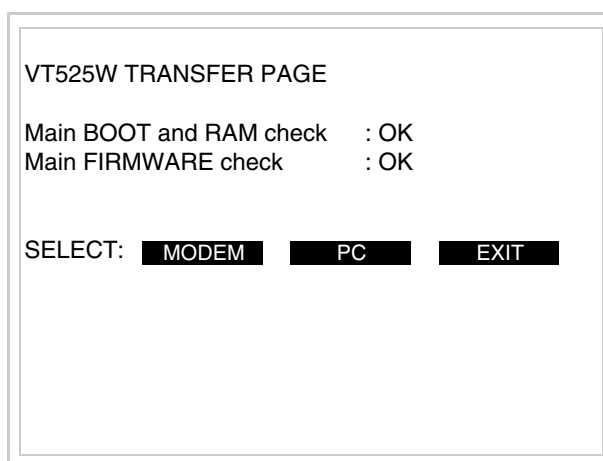 VT525W TRANSFER PAGE
Main BOOT and RAM check : OK
Main FIRMWARE check : OK
SELECT: MODEM PC EXIT